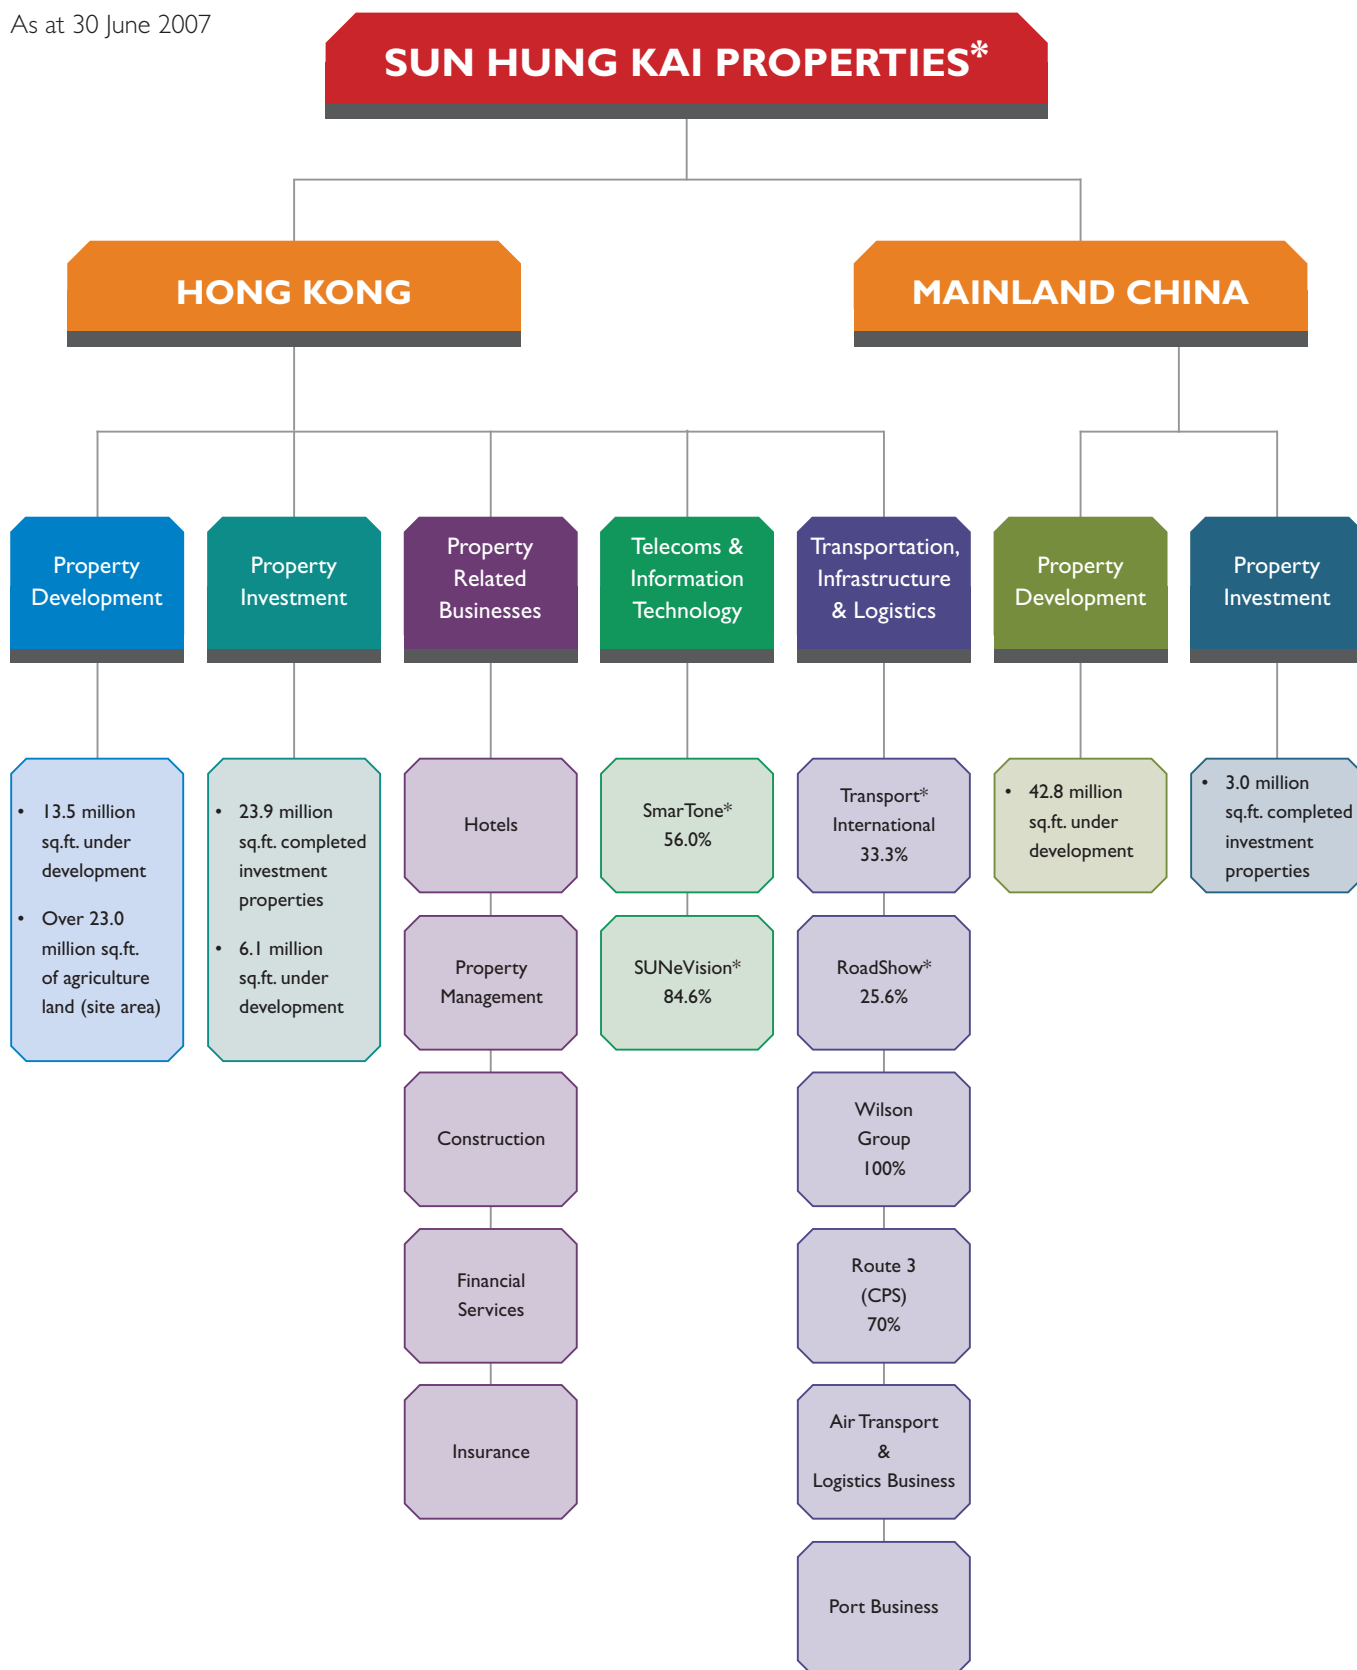 As at 30 June 2007
SUN HUNG KAI PROPERTIES*
HONG KONG
MAINLAND CHINA
Property
Development
Property
Investment
Property
Related
Businesses
Telecoms &
Information
Technology
Transportation,
Infrastructure
& Logistics
Property
Development
Property
Investment
• 13.5 million
sq.ft. under
development
• Over 23.0
million sq.ft.
of agriculture
land (site area)
• 23.9 million
sq.ft. completed
investment
properties
• 6.1 million
sq.ft. under
development
Hotels
Property
Management
Construction
Financial
Services
Insurance
SmarTone*
56.0%
SUNeVision*
84.6%
Transport*
International
33.3%
RoadShow*
25.6%
Wilson
Group
100%
Route 3
(CPS)
70%
Air Transport
&
Logistics Business
Port Business
• 42.8 million
sq.ft. under
development
• 3.0 million
sq.ft. completed
investment
properties